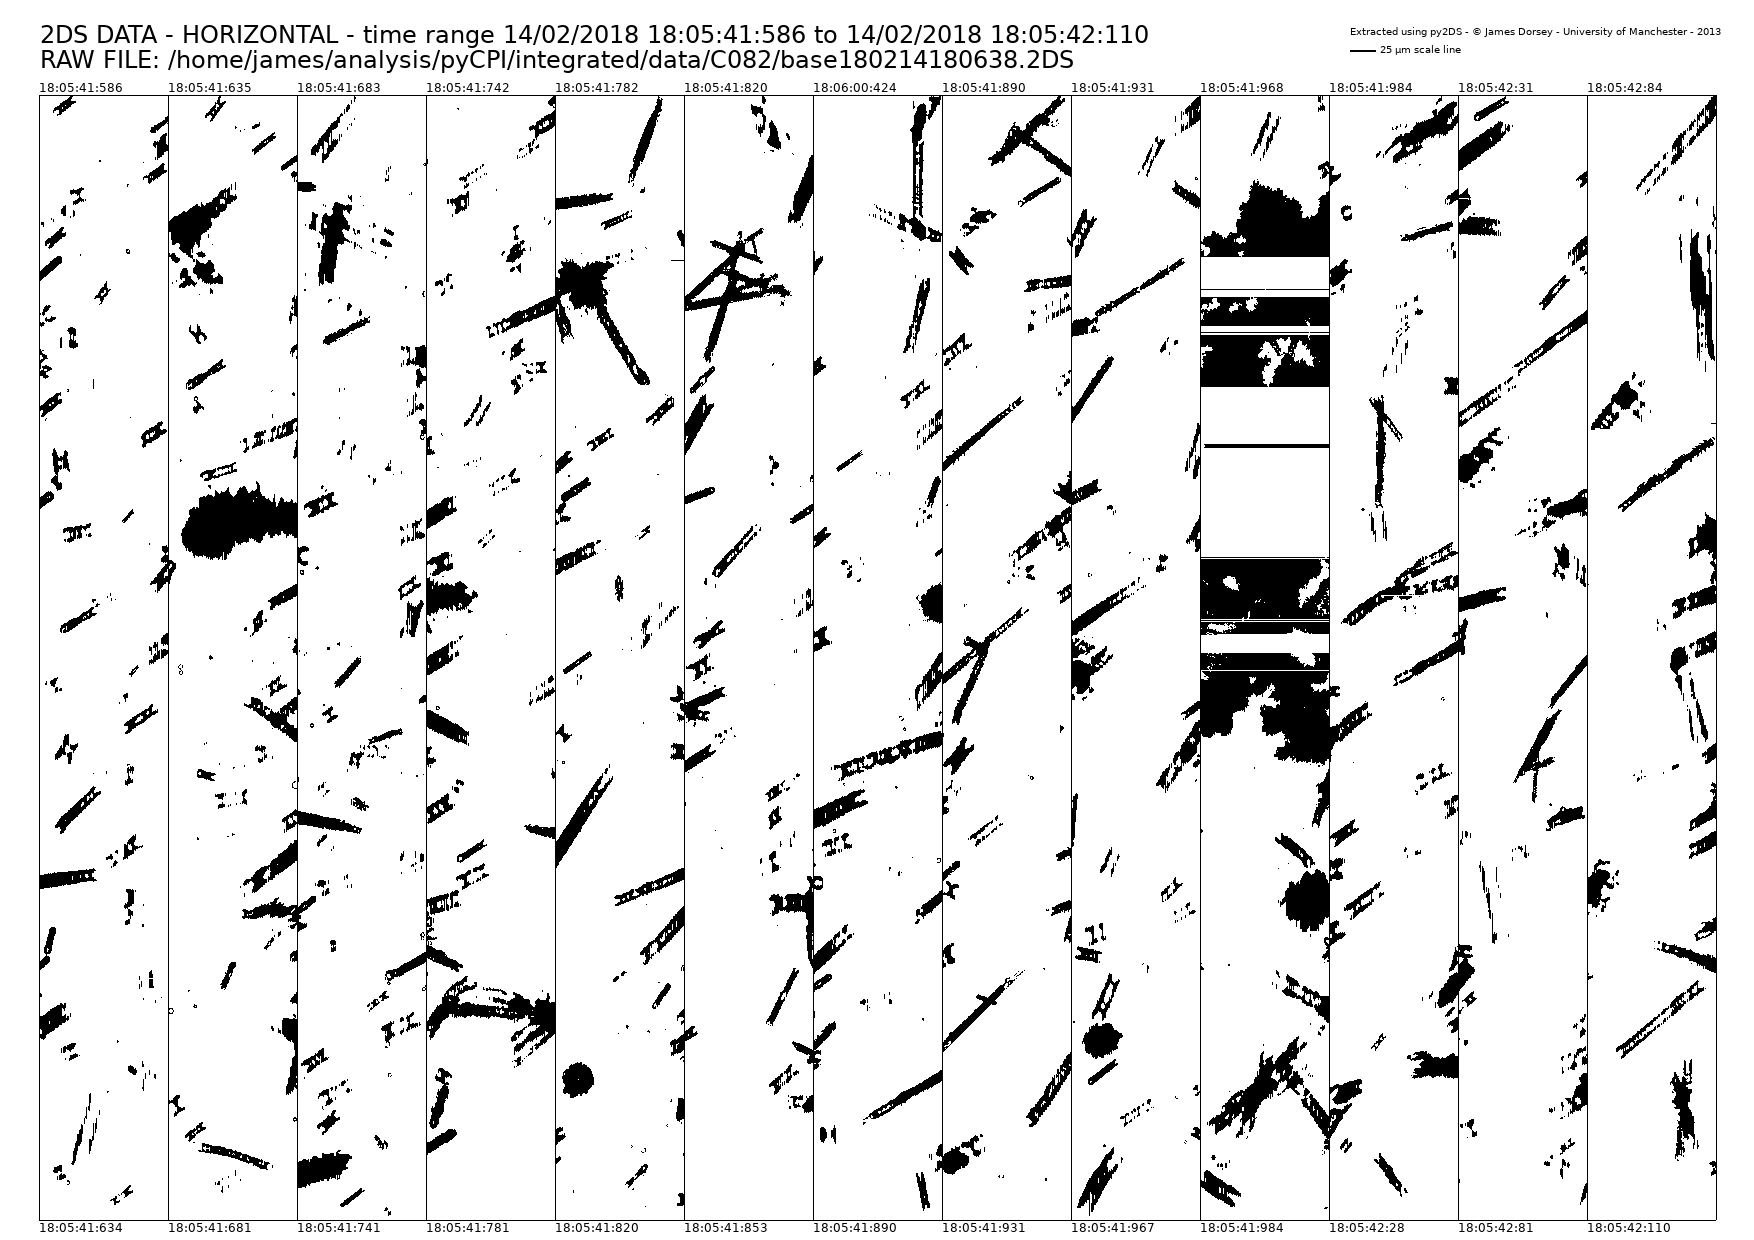 2DS DATA - HORIZONTAL - time range 14/02/2018 18:05:41:586 to 14/02/2018 18:05:42:110
RAW FILE: /home/james/analysis/pyCPI/integrated/data/C082/base180214180638.2DS
Extracted using py2DS - © James Dorsey - University of Manchester - 2013
25 µm scale line
18:05:41:586 18:05:41:635 18:05:41:683 18:05:41:742 18:05:41:782 18:05:41:820 18:06:00:424 18:05:41:890 18:05:41:931 18:05:41:968 18:05:41:984 18:05:42:31 18:05:42:84
18:05:41:634 18:05:41:681 18:05:41:741 18:05:41:781 18:05:41:820 18:05:41:853 18:05:41:890 18:05:41:931 18:05:41:967 18:05:41:984 18:05:42:28 18:05:42:81 18:05:42:110